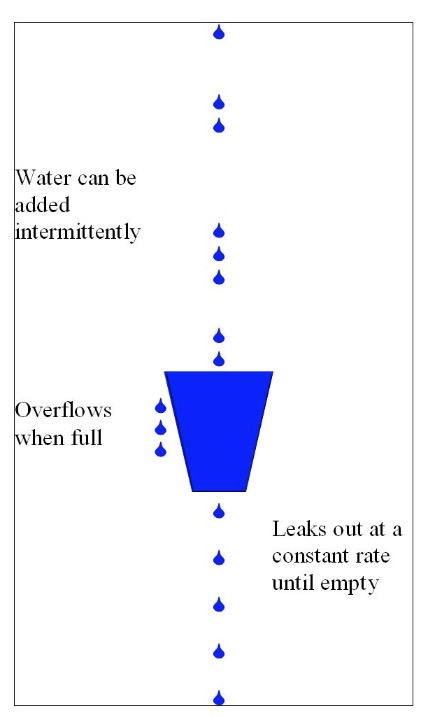 Water can be
added
intermittently
Overflows
when full
Leaks out at a
constant rate
until empty